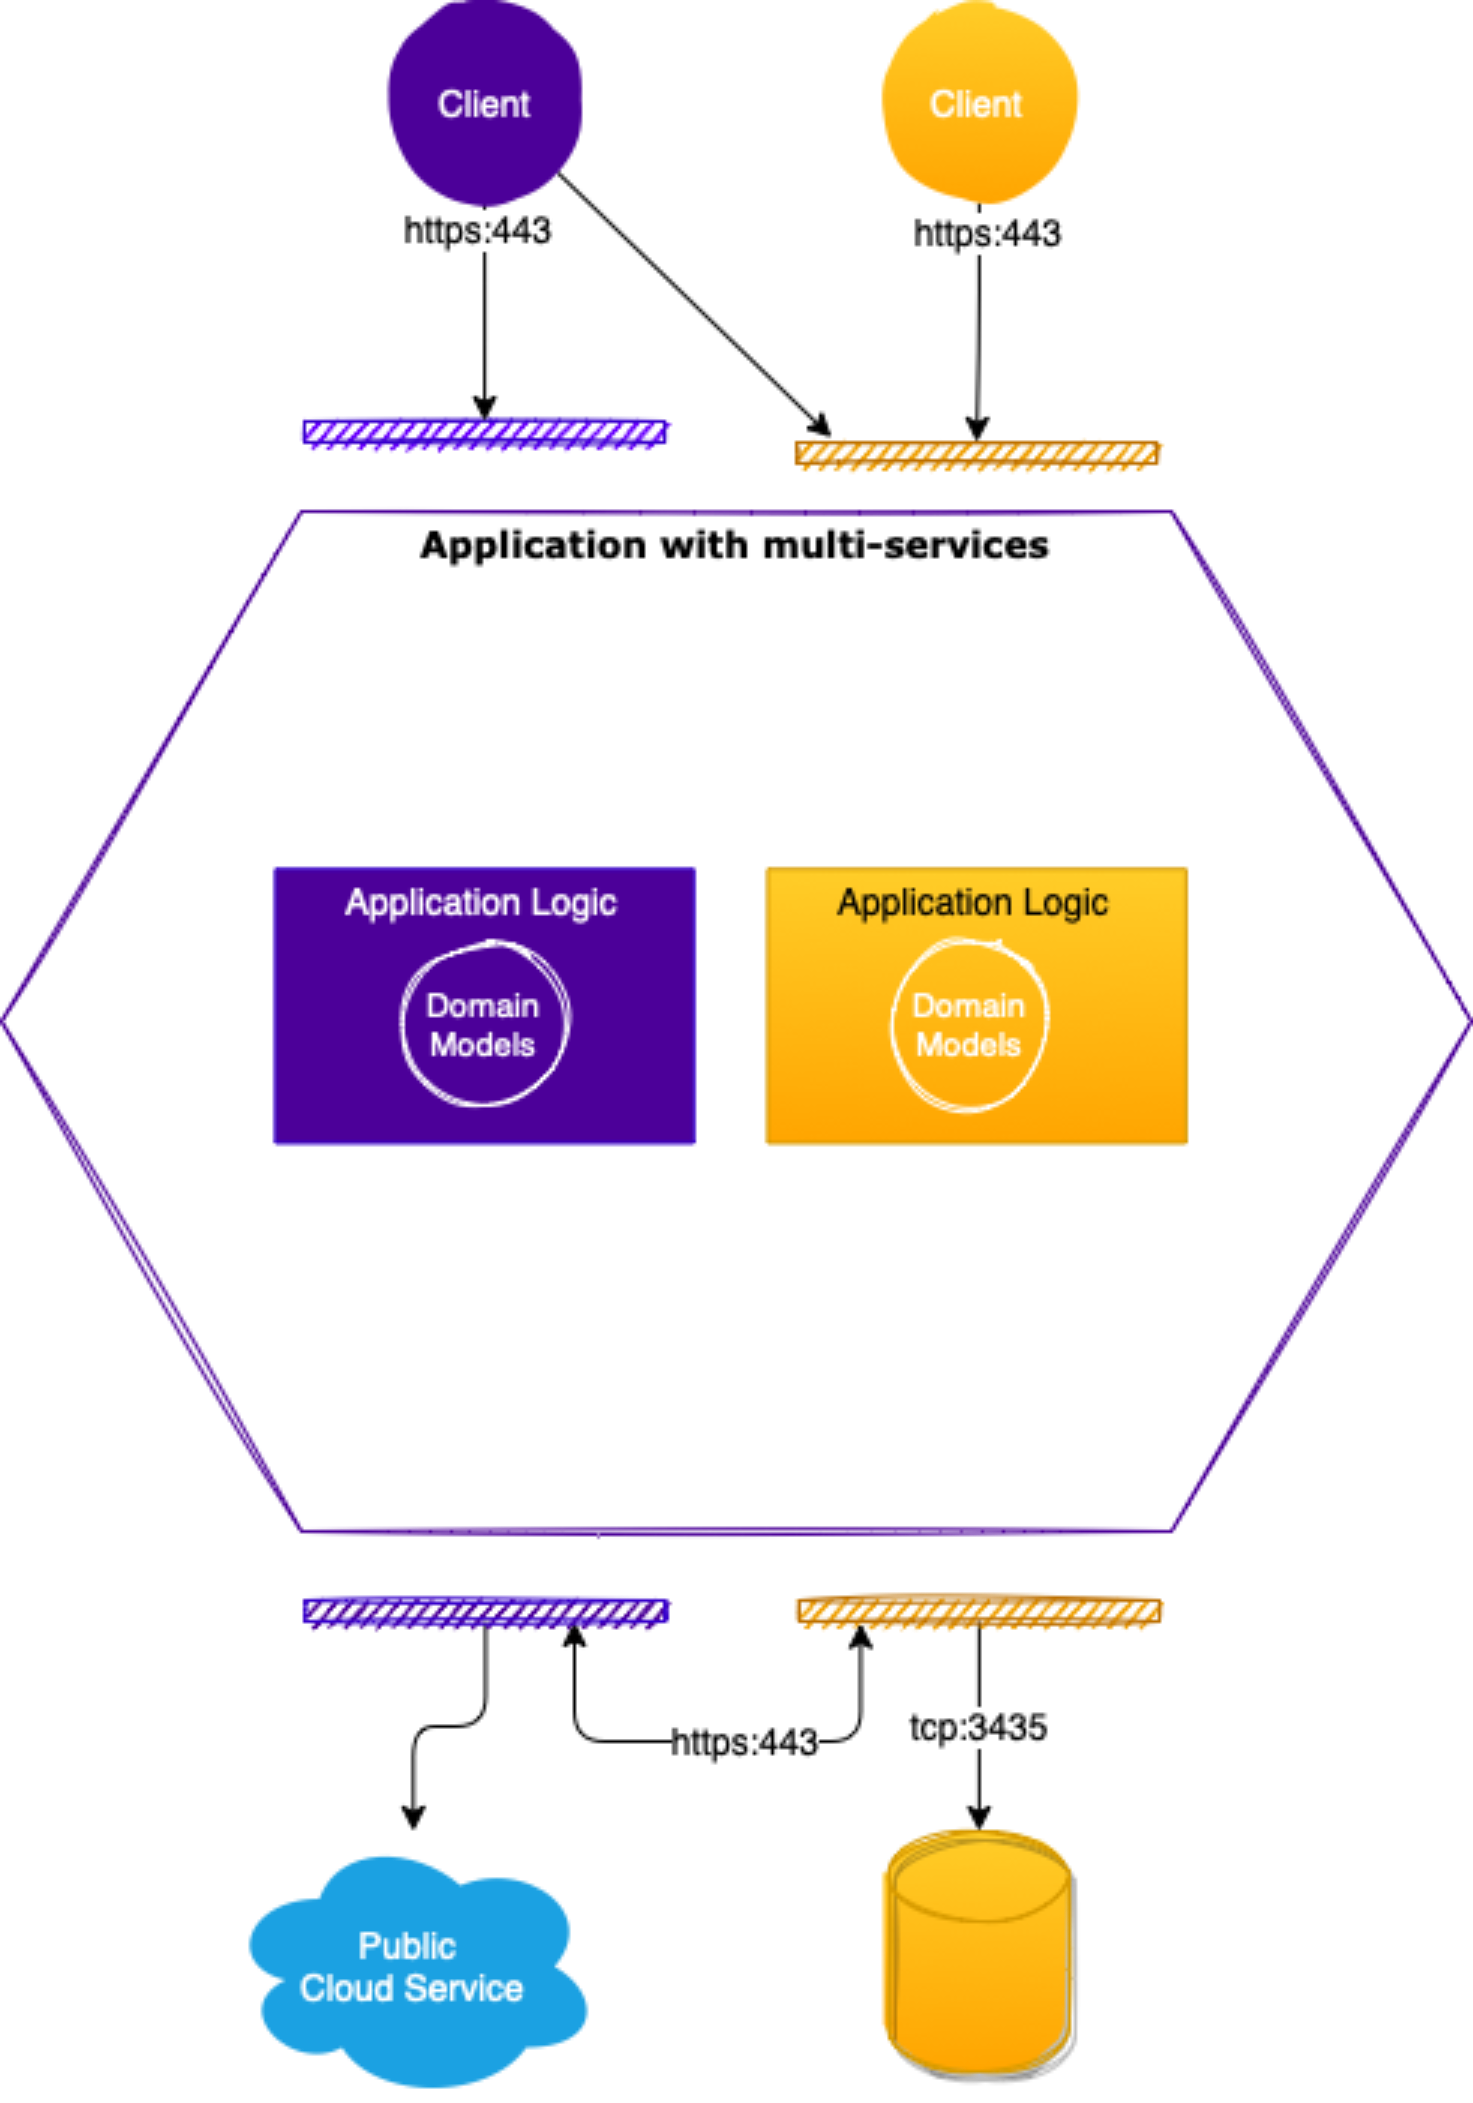 Client
Client
https:443
https:443
Application with multi-services
Application Logic
Application Logic
Domain
Models
Domain
Models
https:443
tcp:3435
Public
Cloud Service